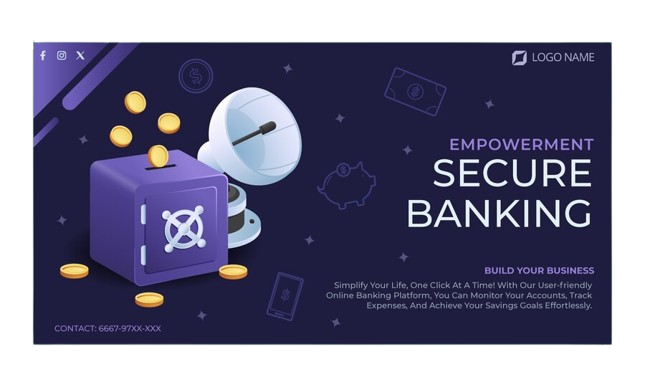 LOGO NAME
EMPOWERMENT
SECURE
BANKING
BUILD YOUR BUSINESS
Simplify Your Life, One Click At A Time! With Our User-friendly
Online Banking Platform, You Can Monitor Your Accounts, Track
Expenses, And Achieve Your Savings Goals Effortlessly.
CONTACT: 6667-97XX-XXX